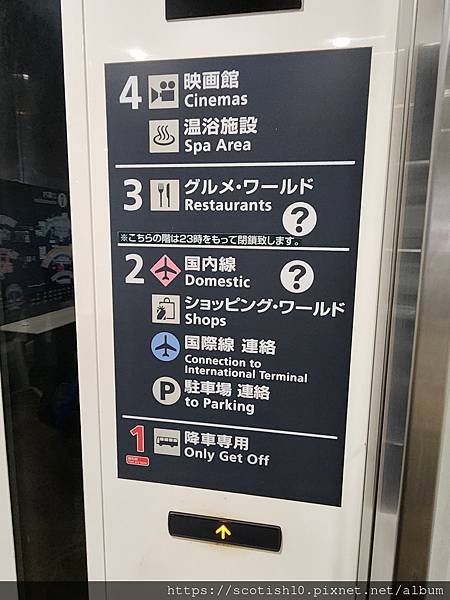 4 映画館
Cinemas
温浴施設
Spa Area
3 グルメ・ワールド
Restaurants
?
※こちらの階は23時をもって閉鎖致します。
2 国内線
Domestic
?
ショッピング・ワールド
Shops
国際線 連絡
Connection to
International Terminal
P 駐車場 連絡
to Parking
1 降車専用
Only Get Off
https://scotish10.pixnet.net/album